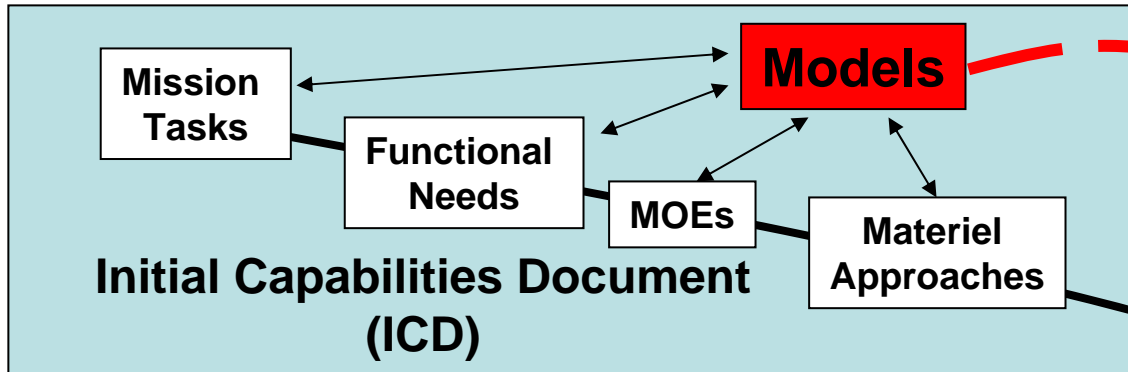 Mission
Tasks
Models
Functional
Needs
MOEs
Materiel
Approaches
Initial Capabilities Document
(ICD)